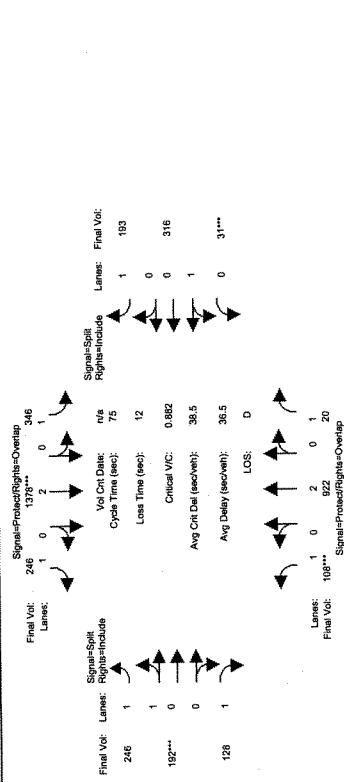 Signal=Protect/Rights=Overlap
Final Vol: 246 1378*** 346
Lanes: 1 0 2 0 1
Signal=Split
Rights=Include
Final Vol: Lanes:
246 1
1
192*** 0
0
128 1
Vol Cnt Date: n/a
Cycle Time (sec): 75
Loss Time (sec): 12
Critical V/C: 0.882
Avg Crit Del (sec/veh): 38.5
Avg Delay (sec/veh): 36.5
LOS: D
Signal=Split
Rights=Include
Lanes: Final Vol:
1 193
0
0 316
1
0 31***
Lanes: 1 0 2 0 1
Final Vol: 108*** 922 20
Signal=Protect/Rights=Overlap